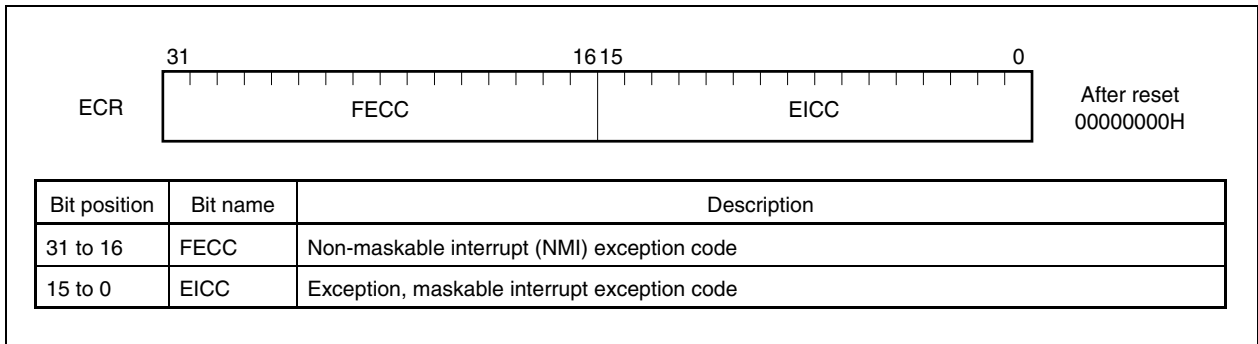 31 16 15 0
ECR FECC EICC After reset
00000000H
Bit position Bit name Description
31 to 16 FECC Non-maskable interrupt (NMI) exception code
15 to 0 EICC Exception, maskable interrupt exception code